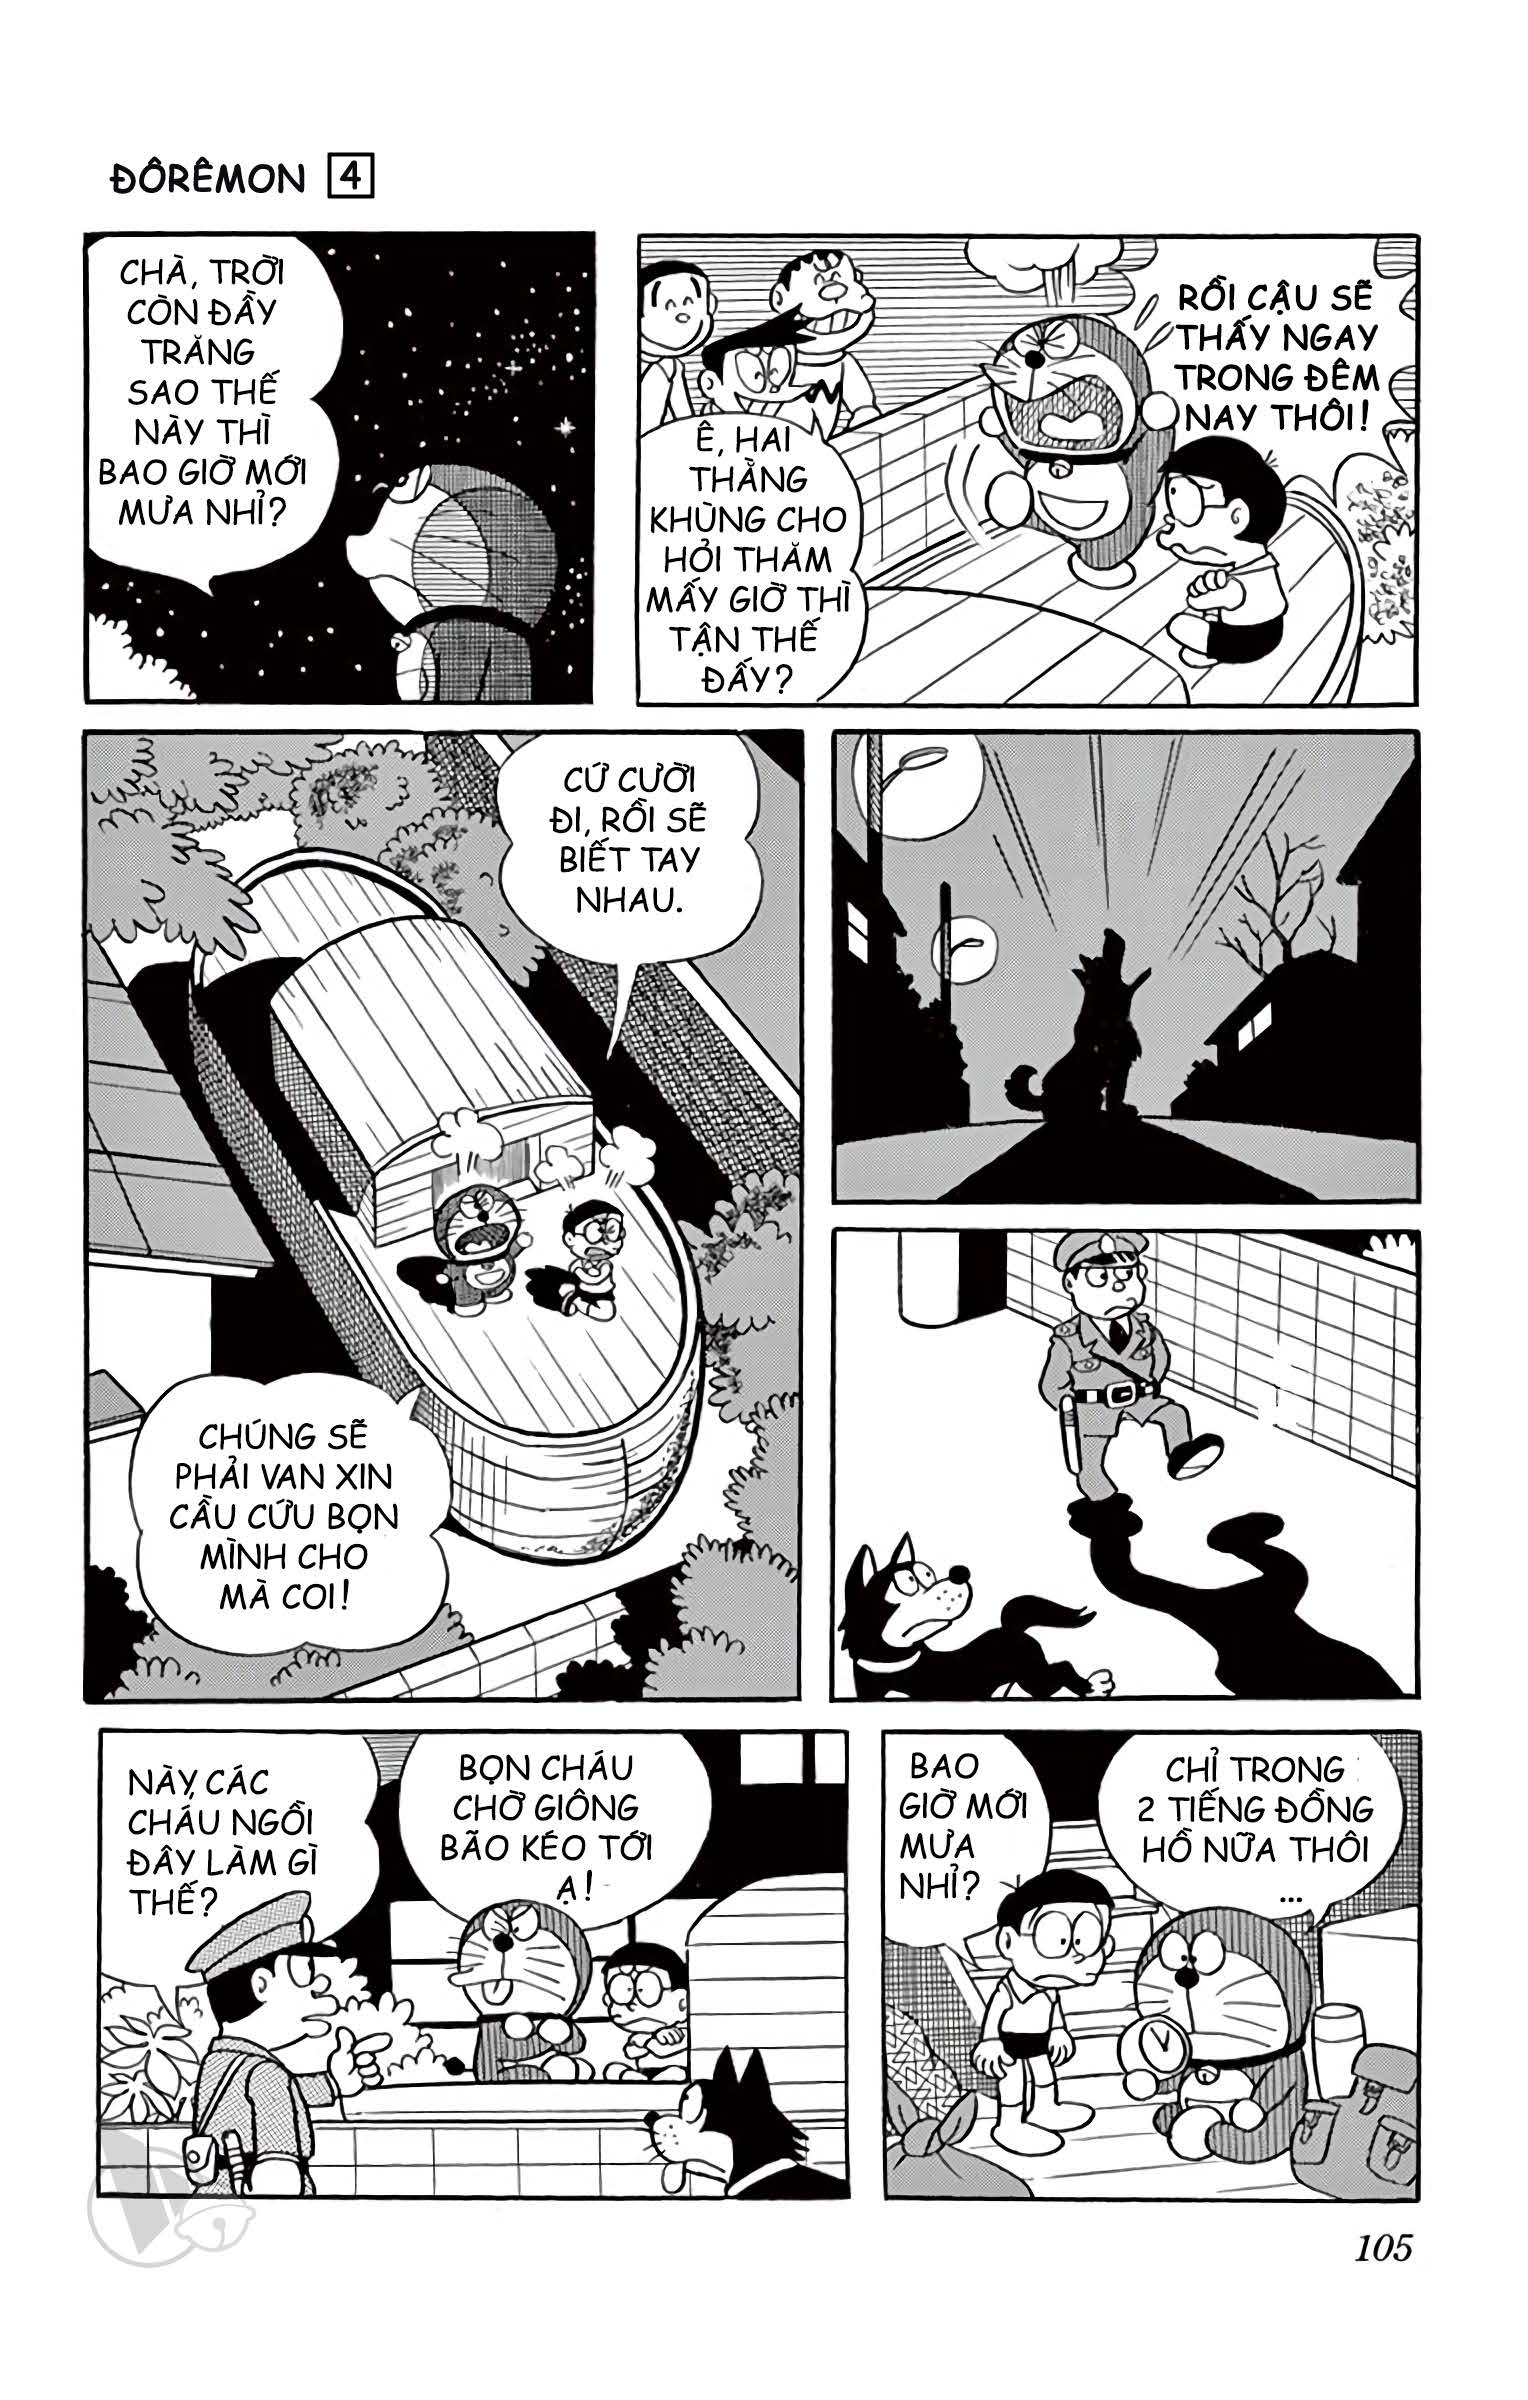 ĐÔRÊMON 4
CHÀ, TRỜI
CÒN ĐẦY
TRĂNG
SAO THẾ
NÀY THÌ
BAO GIỜ MỚI
MƯA NHỈ?
Ê, HAI
THẰNG
KHÙNG CHO
HỎI THĂM
MẤY GIỜ THÌ
TẬN THẾ
ĐẤY?
RỒI CẬU SẼ
THẤY NGAY
TRONG ĐÊM
NAY THÔI!
CỨ CƯỜI
ĐI, RỒI SẼ
BIẾT TAY
NHAU.
CHÚNG SẼ
PHẢI VAN XIN
CẦU CỨU BỌN
MÌNH CHO
MÀ COI!
NÀY, CÁC
CHÁU NGỒI
ĐÂY LÀM GÌ
THẾ?
BỌN CHÁU
CHỜ GIÔNG
BÃO KÉO TỚI
Ạ!
BAO
GIỜ MỚI
MƯA
NHỈ?
CHỈ TRONG
2 TIẾNG ĐỒNG
HỒ NỮA THÔI
...
105